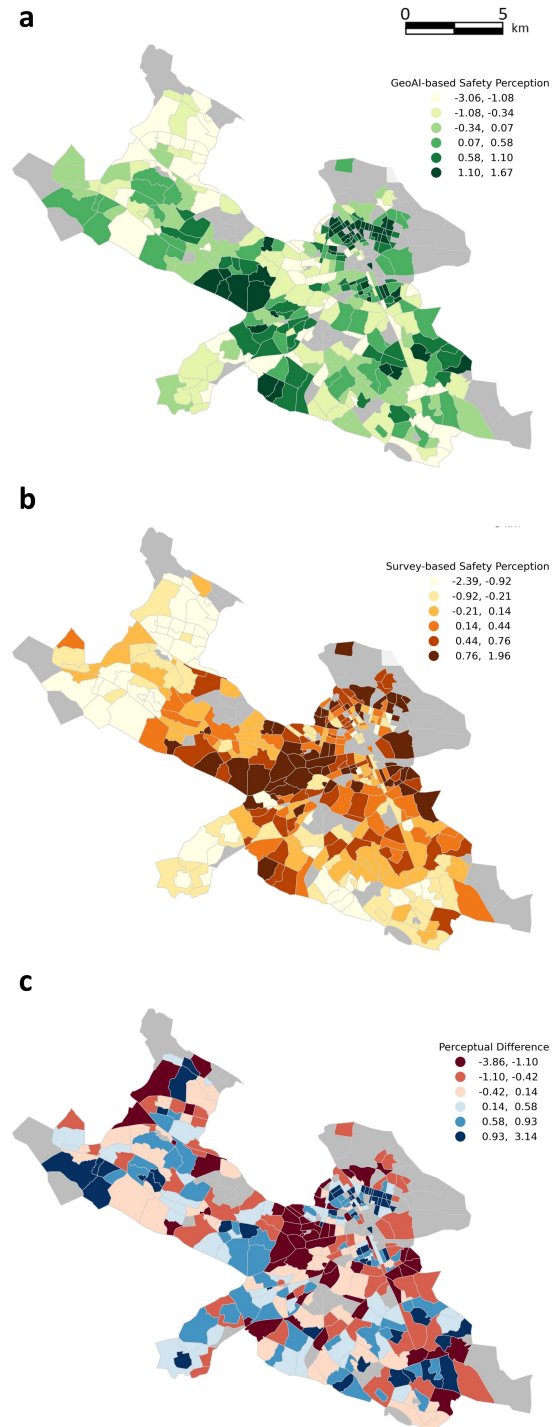 a
0 5
km
GeoAI-based Safety Perception
-3.06, -1.08
-1.08, -0.34
-0.34, 0.07
0.07, 0.58
0.58, 1.10
1.10, 1.67
b
Survey-based Safety Perception
-2.39, -0.92
-0.92, -0.21
-0.21, 0.14
0.14, 0.44
0.44, 0.76
0.76, 1.96
c
Perceptual Difference
-3.86, -1.10
-1.10, -0.42
-0.42, 0.14
0.14, 0.58
0.58, 0.93
0.93, 3.14